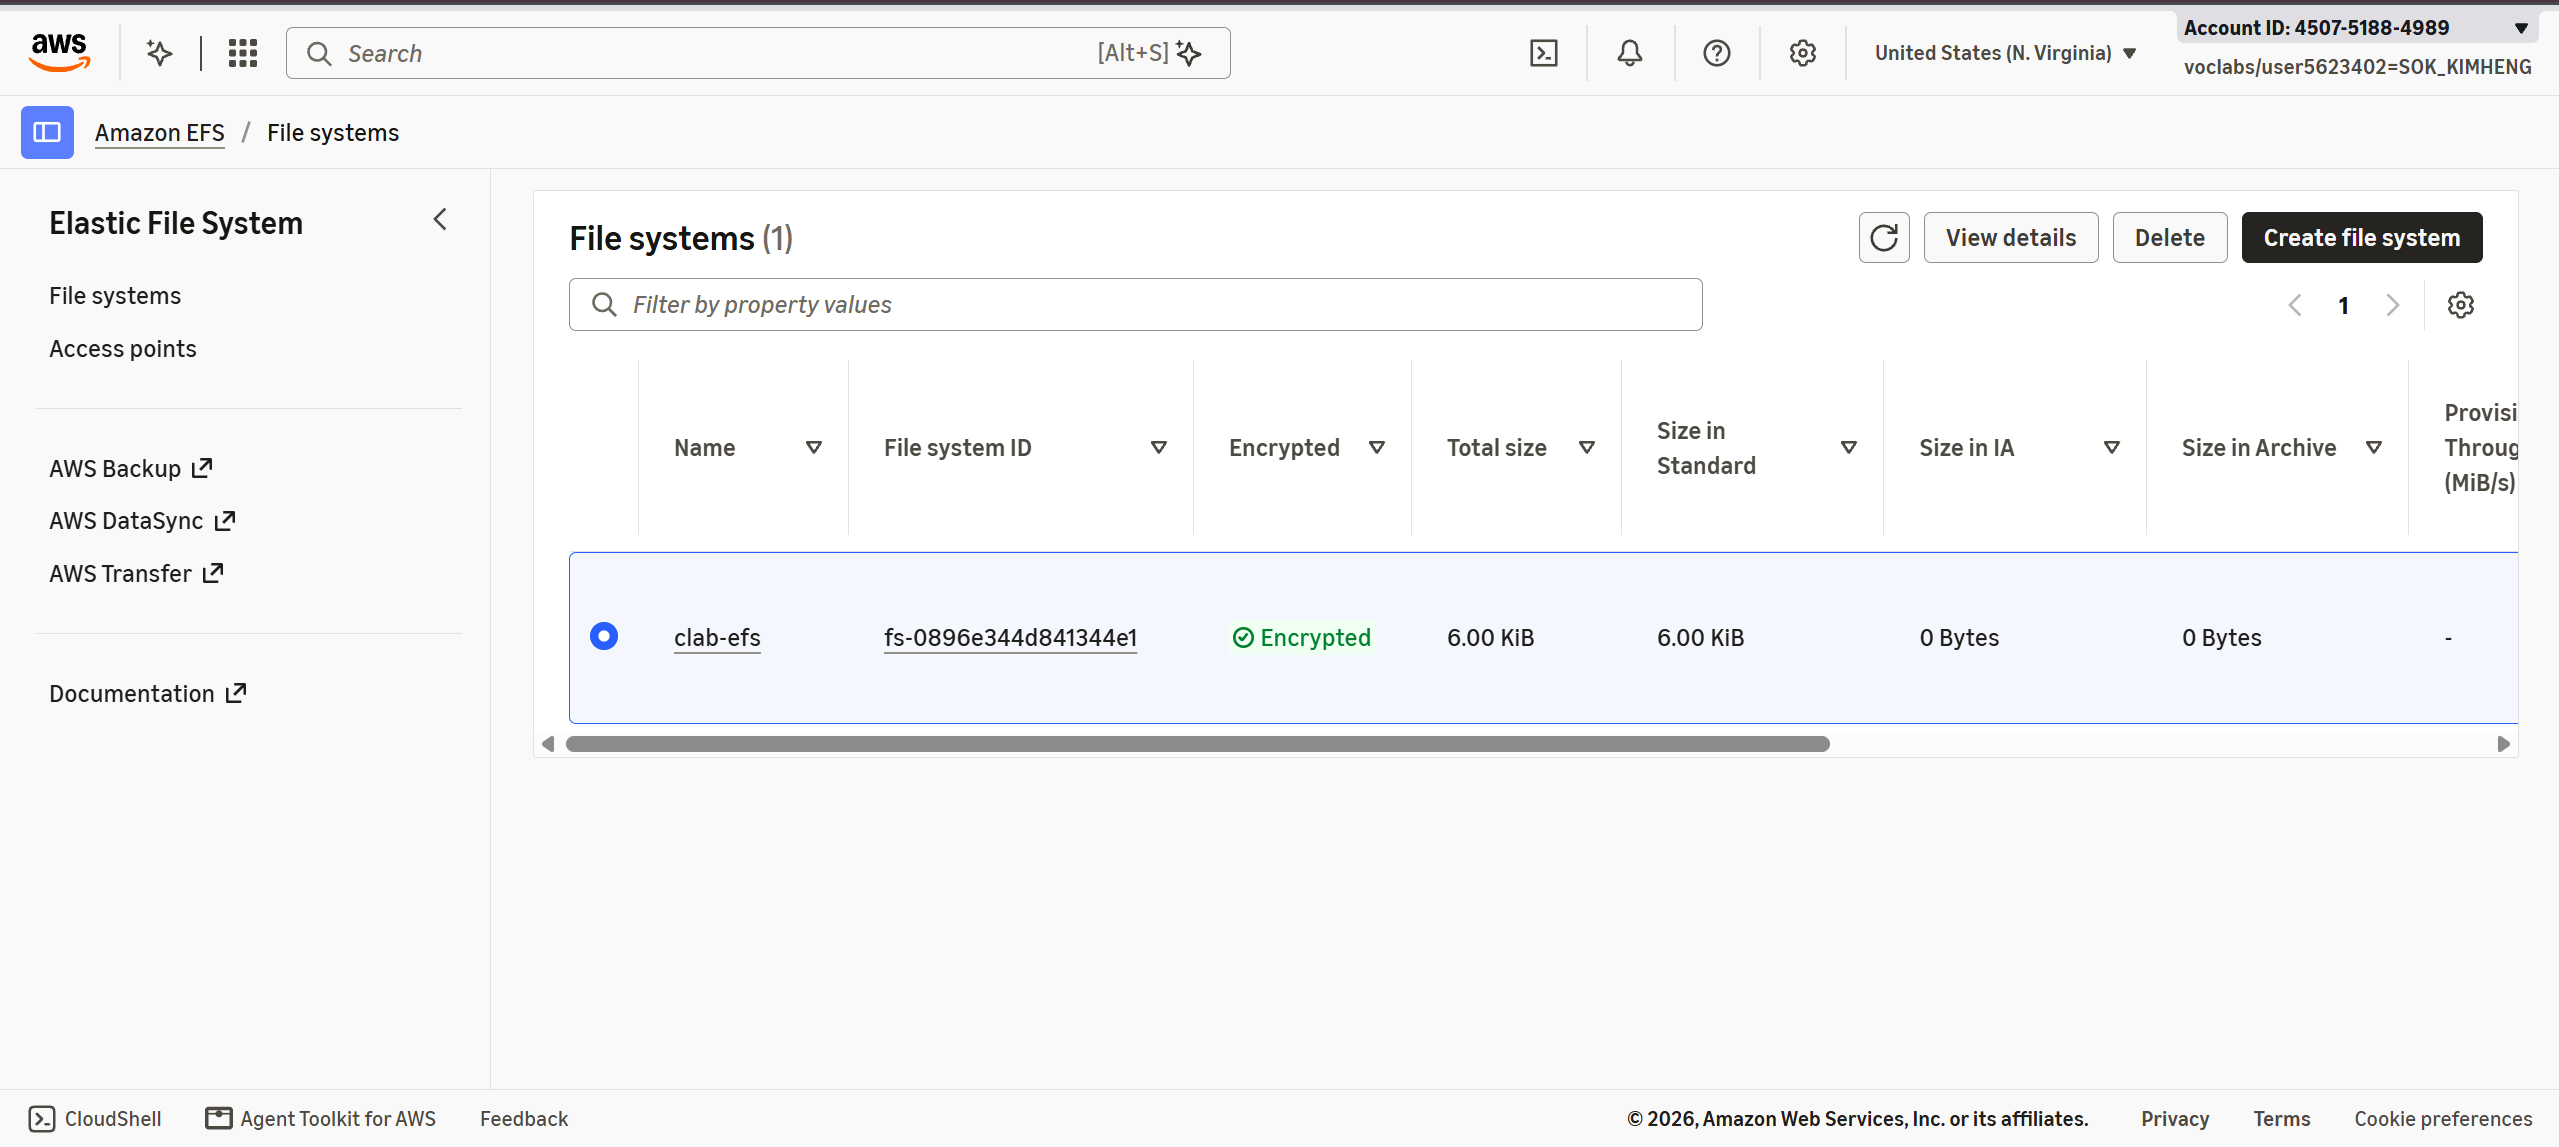 aws
Search [Alt+S]
United States (N. Virginia)
Account ID: 4507-5188-4989
voclabs/user5623402=SOK_KIMHENG
Amazon EFS / File systems
Elastic File System
File systems
Access points
AWS Backup
AWS DataSync
AWS Transfer
Documentation
File systems (1)
View details
Delete
Create file system
Filter by property values
1
Name
File system ID
Encrypted
Total size
Size in
Standard
Size in IA
Size in Archive
Provisi
Throug
(MiB/s)
clab-efs
fs-0896e344d841344e1
Encrypted
6.00 KiB
6.00 KiB
0 Bytes
0 Bytes
-
CloudShell
Agent Toolkit for AWS
Feedback
© 2026, Amazon Web Services, Inc. or its affiliates.
Privacy
Terms
Cookie preferences